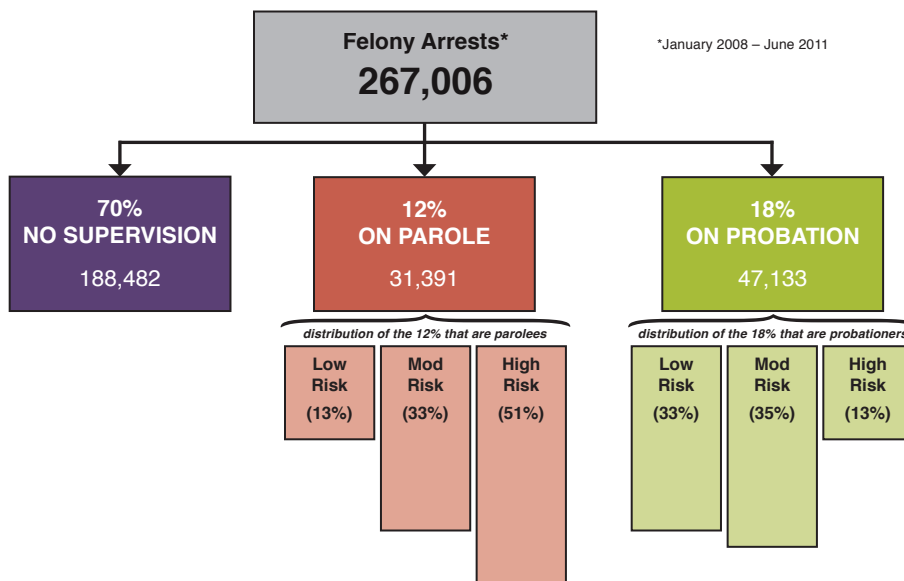 Felony Arrests*
267,006
*January 2008 – June 2011
70%
NO SUPERVISION
188,482
12%
ON PAROLE
31,391
18%
ON PROBATION
47,133
distribution of the 12% that are parolees
Low
Risk
(13%)
Mod
Risk
(33%)
High
Risk
(51%)
distribution of the 18% that are probationers
Low
Risk
(33%)
Mod
Risk
(35%)
High
Risk
(13%)